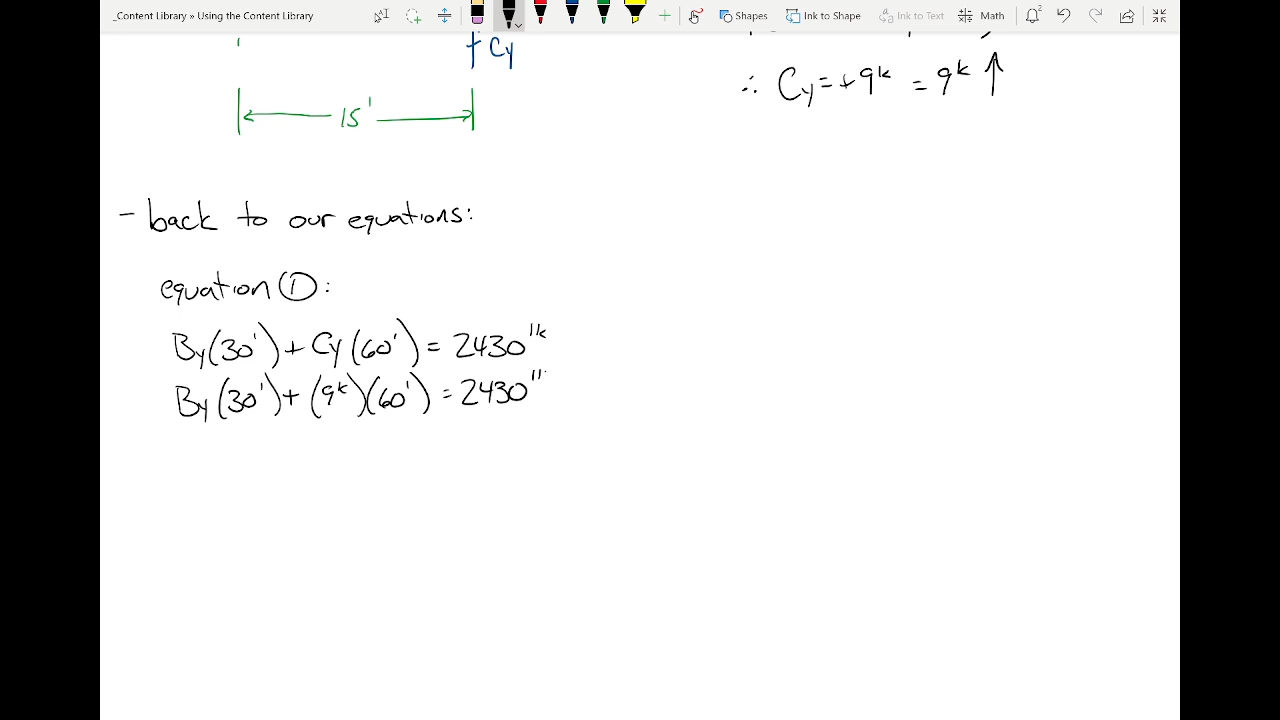 _Content Library » Using the Content Library
Shapes
Ink to Shape
Ink to Text
Math
Cy
∴ Cy = +9ᵏ = 9ᵏ ↑
15'
- back to our equations:
equation ①:
By(30') + Cy(60') = 2430''ᵏ
By(30') + (9ᵏ)(60') = 2430''